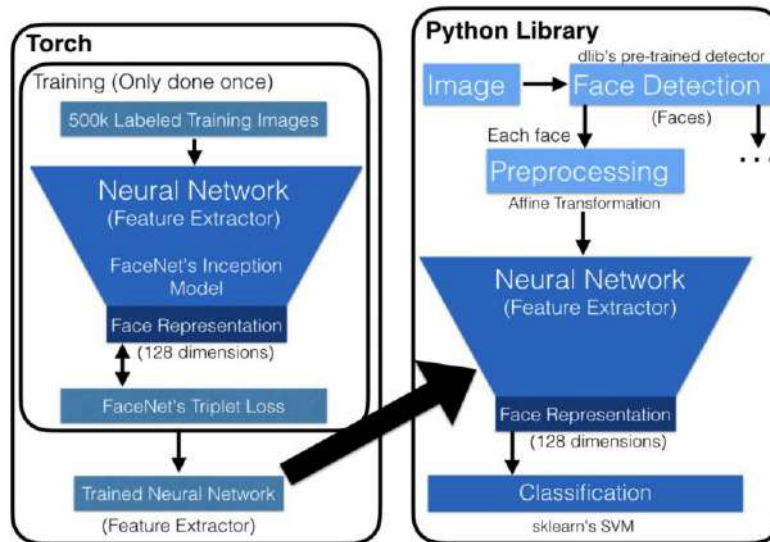 Torch
Training (Only done once)
500k Labeled Training Images
Neural Network
(Feature Extractor)
FaceNet's Inception
Model
Face Representation
(128 dimensions)
FaceNet's Triplet Loss
Trained Neural Network
(Feature Extractor)
Python Library
dlib's pre-trained detector
Image
Face Detection
(Faces)
Each face
...
Preprocessing
Affine Transformation
Neural Network
(Feature Extractor)
Face Representation
(128 dimensions)
Classification
sklearn's SVM